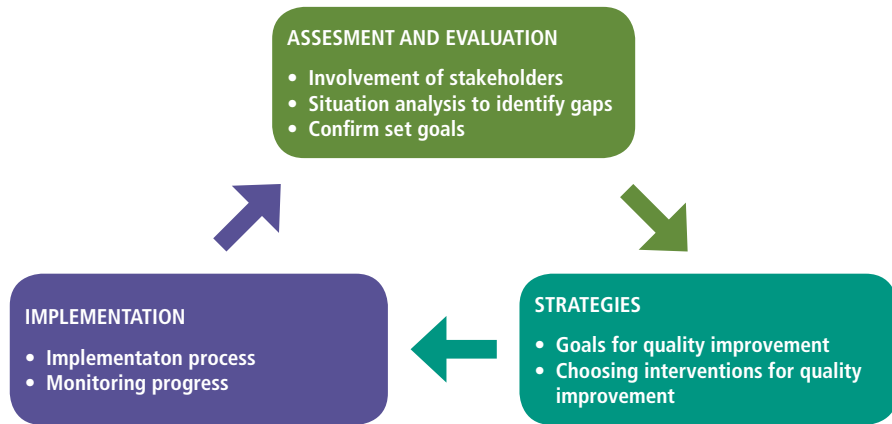 ASSESMENT AND EVALUATION
• Involvement of stakeholders
• Situation analysis to identify gaps
• Confirm set goals
IMPLEMENTATION
• Implementaton process
• Monitoring progress
STRATEGIES
• Goals for quality improvement
• Choosing interventions for quality
improvement